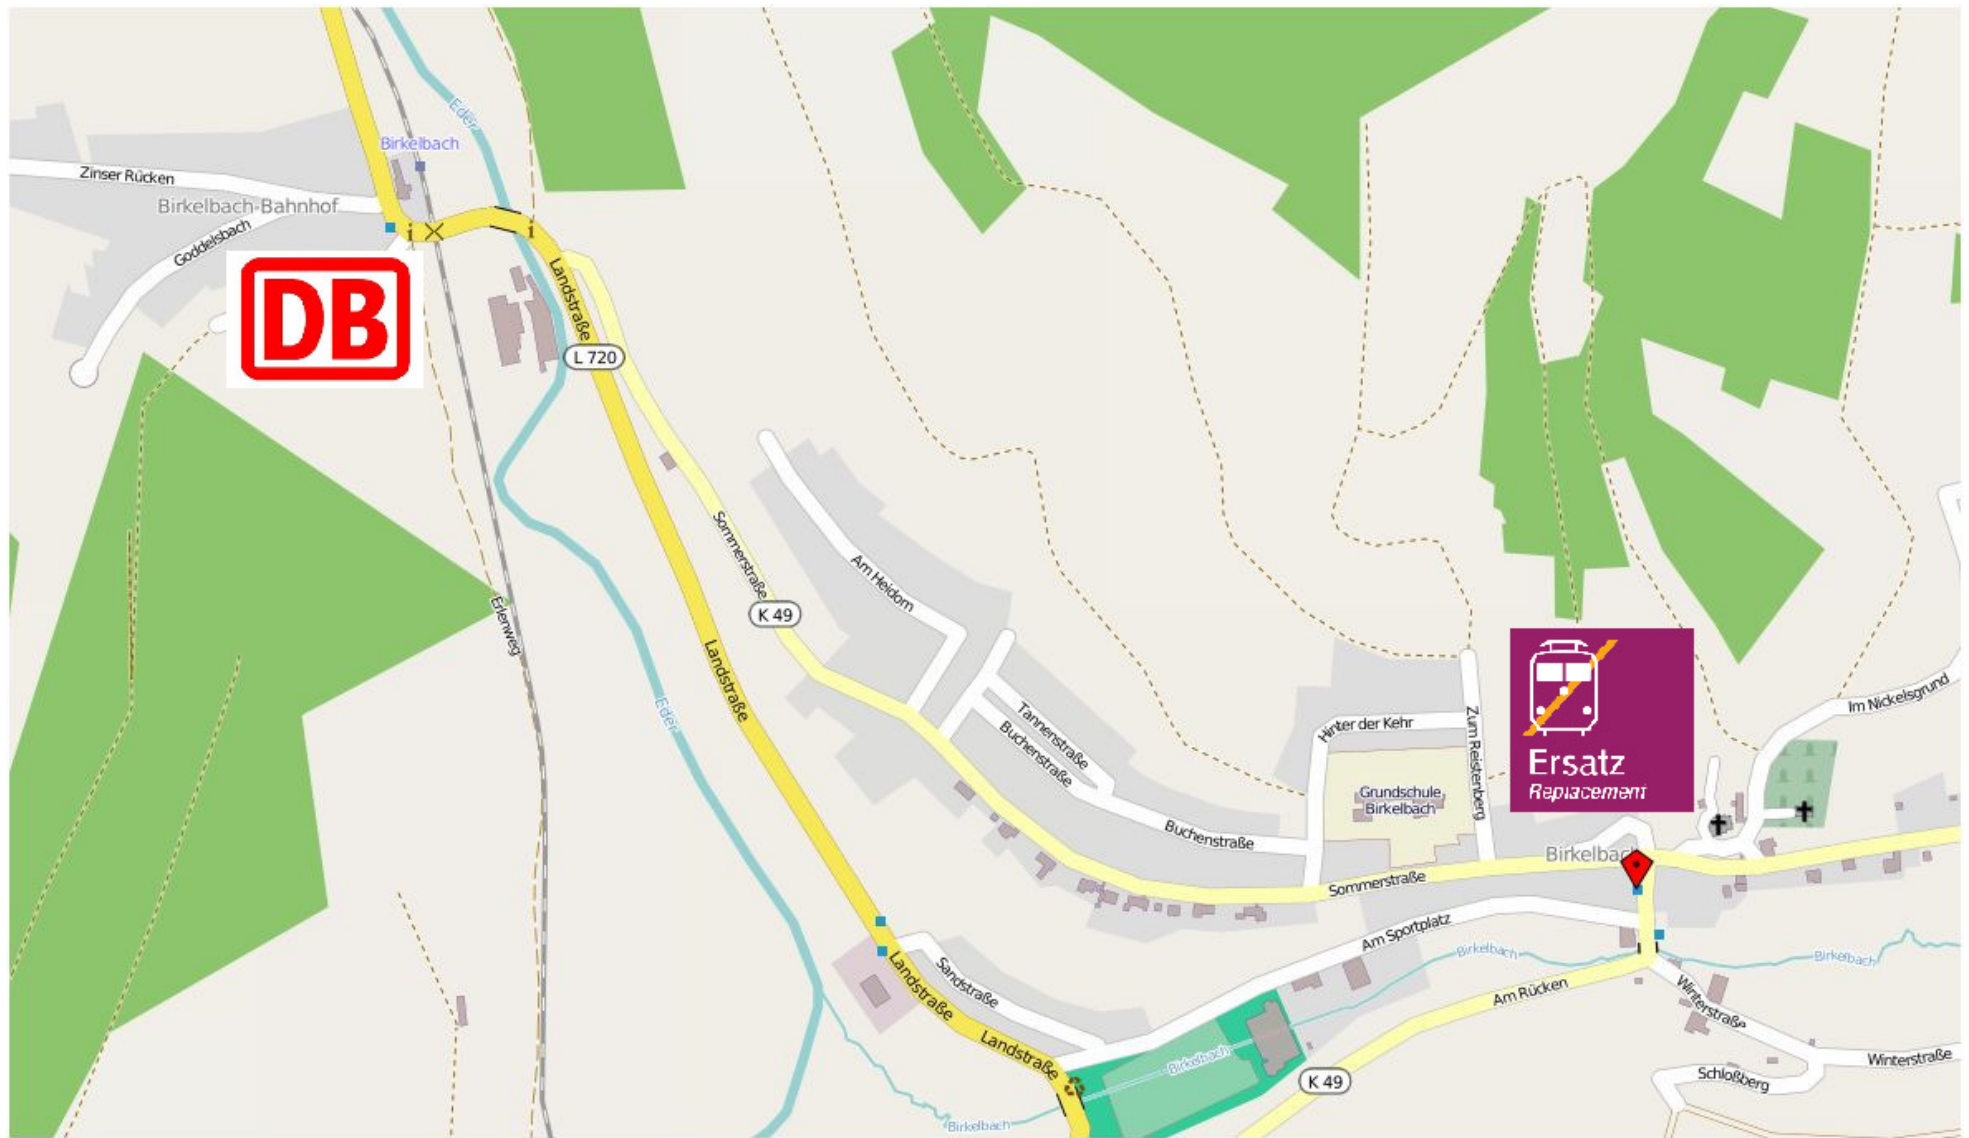 Eder
Birkelbach
Zinser Rücken
Birkelbach-Bahnhof
Goddelsbach
i
i
DB
Landstraße
L 720
Sommerstraße
Am Heidorn
K 49
Erlenweg
Landstraße
Eder
Tannenstraße
Buchenstraße
Hinter der Kehr
Zum Reistenberg
Ersatz
Replacement
Im Nickelsgrund
Grundschule
Birkelbach
Buchenstraße
Birkelbach
Sommerstraße
Am Sportplatz
Birkelbach
Birkelbach
Landstraße
Sandstraße
Am Rücken
Winterstraße
Landstraße
Birkelbach
K 49
Winterstraße
Schloßberg
Birkelbach